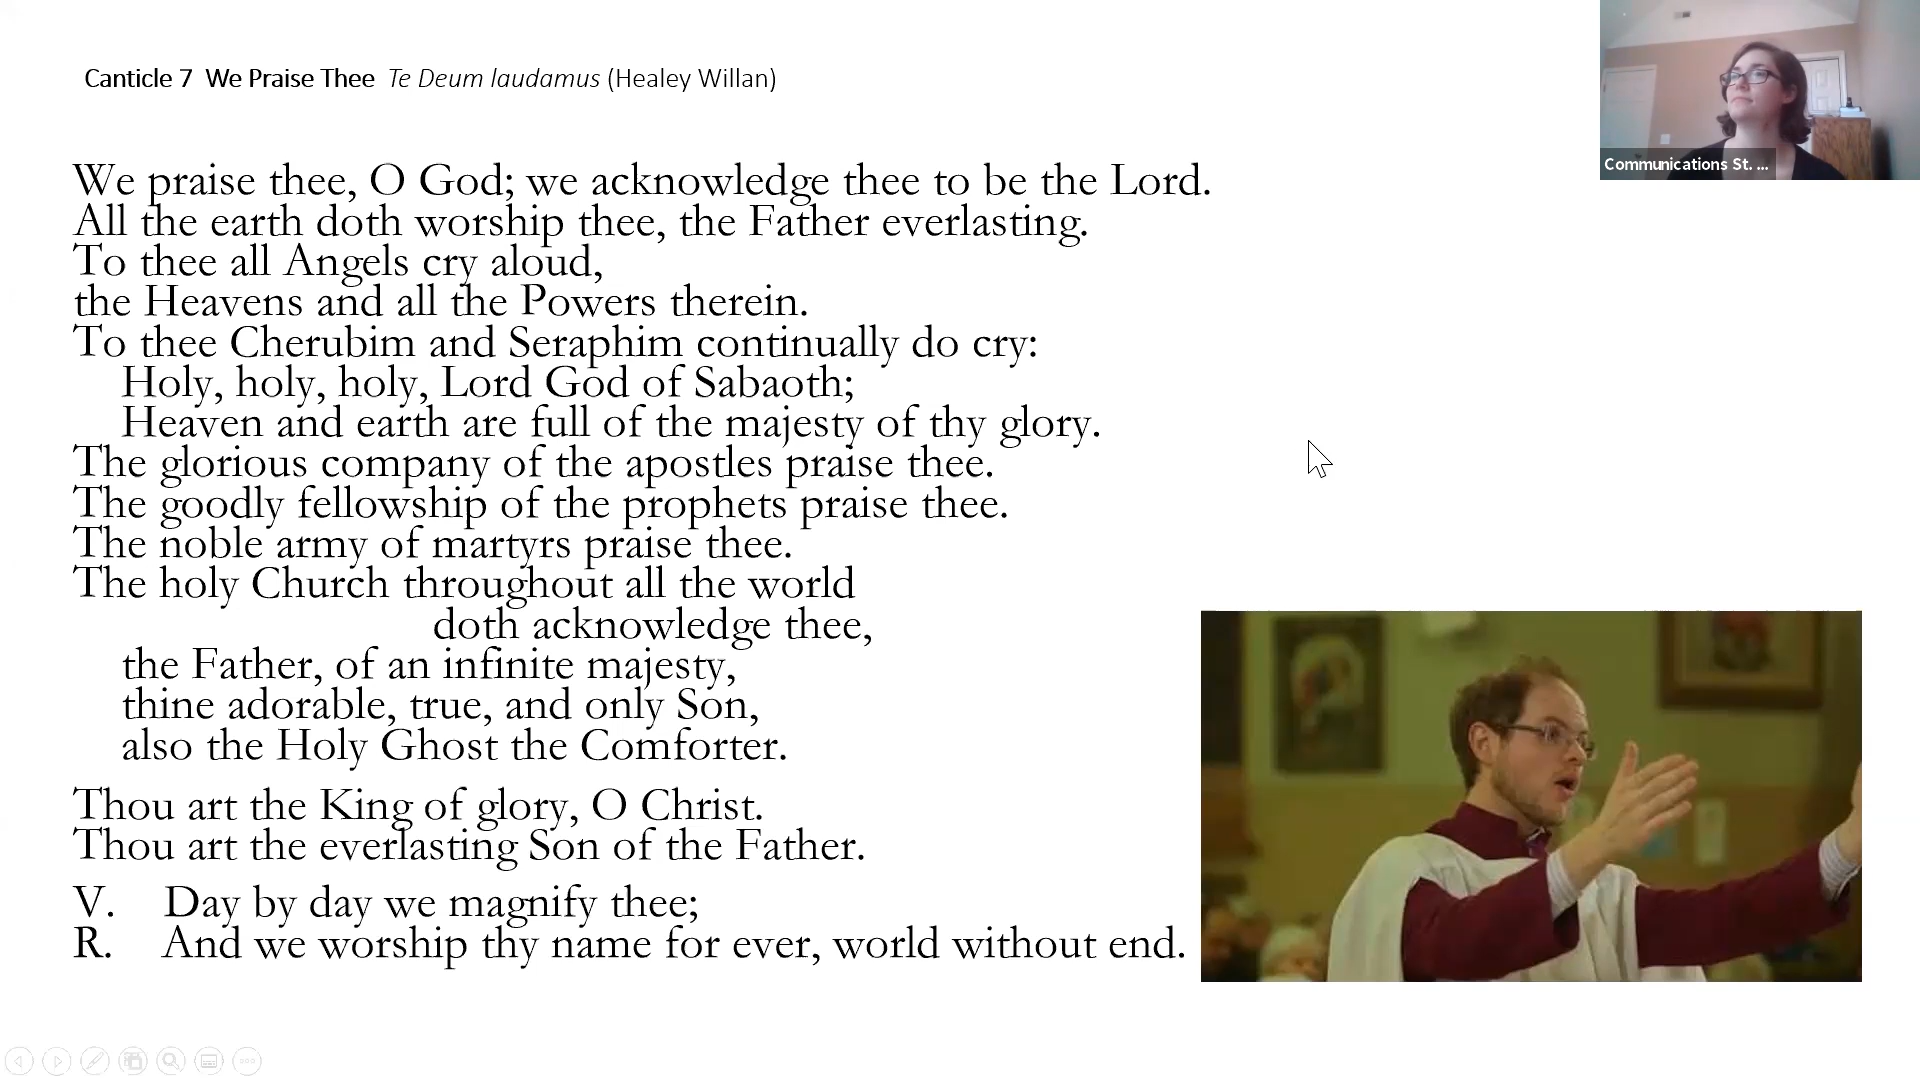 Canticle 7 We Praise Thee Te Deum laudamus (Healey Willan)
Communications St. ...
We praise thee, O God; we acknowledge thee to be the Lord.
All the earth doth worship thee, the Father everlasting.
To thee all Angels cry aloud,
the Heavens and all the Powers therein.
To thee Cherubim and Seraphim continually do cry:
Holy, holy, holy, Lord God of Sabaoth;
Heaven and earth are full of the majesty of thy glory.
The glorious company of the apostles praise thee.
The goodly fellowship of the prophets praise thee.
The noble army of martyrs praise thee.
The holy Church throughout all the world
doth acknowledge thee,
the Father, of an infinite majesty,
thine adorable, true, and only Son,
also the Holy Ghost the Comforter.
Thou art the King of glory, O Christ.
Thou art the everlasting Son of the Father.
V. Day by day we magnify thee;
R. And we worship thy name for ever, world without end.